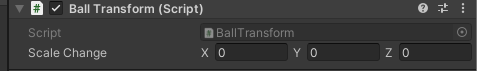 Ball Transform (Script)
Script BallTransform
Scale Change X 0 Y 0 Z 0